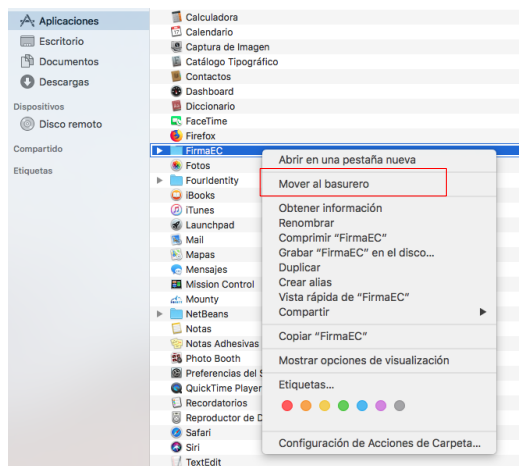 Aplicaciones
Escritorio
Documentos
Descargas
Dispositivos
Disco remoto
Compartido
Etiquetas
Calculadora
Calendario
Captura de Imagen
Catálogo Tipográfico
Contactos
Dashboard
Diccionario
FaceTime
Firefox
FirmaEC
Fotos
FourIdentity
iBooks
iTunes
Launchpad
Mail
Mapas
Mensajes
Mission Control
Mounty
NetBeans
Notas
Notas Adhesivas
Photo Booth
Preferencias del S
QuickTime Player
Recordatorios
Reproductor de D
Safari
Siri
TextEdit
Abrir en una pestaña nueva
Mover al basurero
Obtener información
Renombrar
Comprimir “FirmaEC”
Grabar “FirmaEC” en el disco...
Duplicar
Crear alias
Vista rápida de “FirmaEC”
Compartir
Copiar “FirmaEC”
Mostrar opciones de visualización
Etiquetas...
Configuración de Acciones de Carpeta...